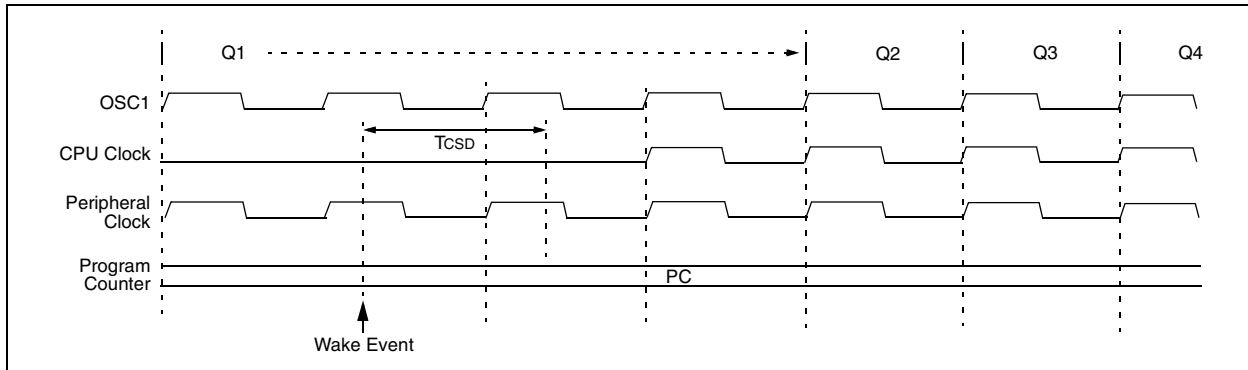 Q1
Q2
Q3
Q4
OSC1
TCSD
CPU Clock
Peripheral
Clock
Program
Counter
PC
Wake Event